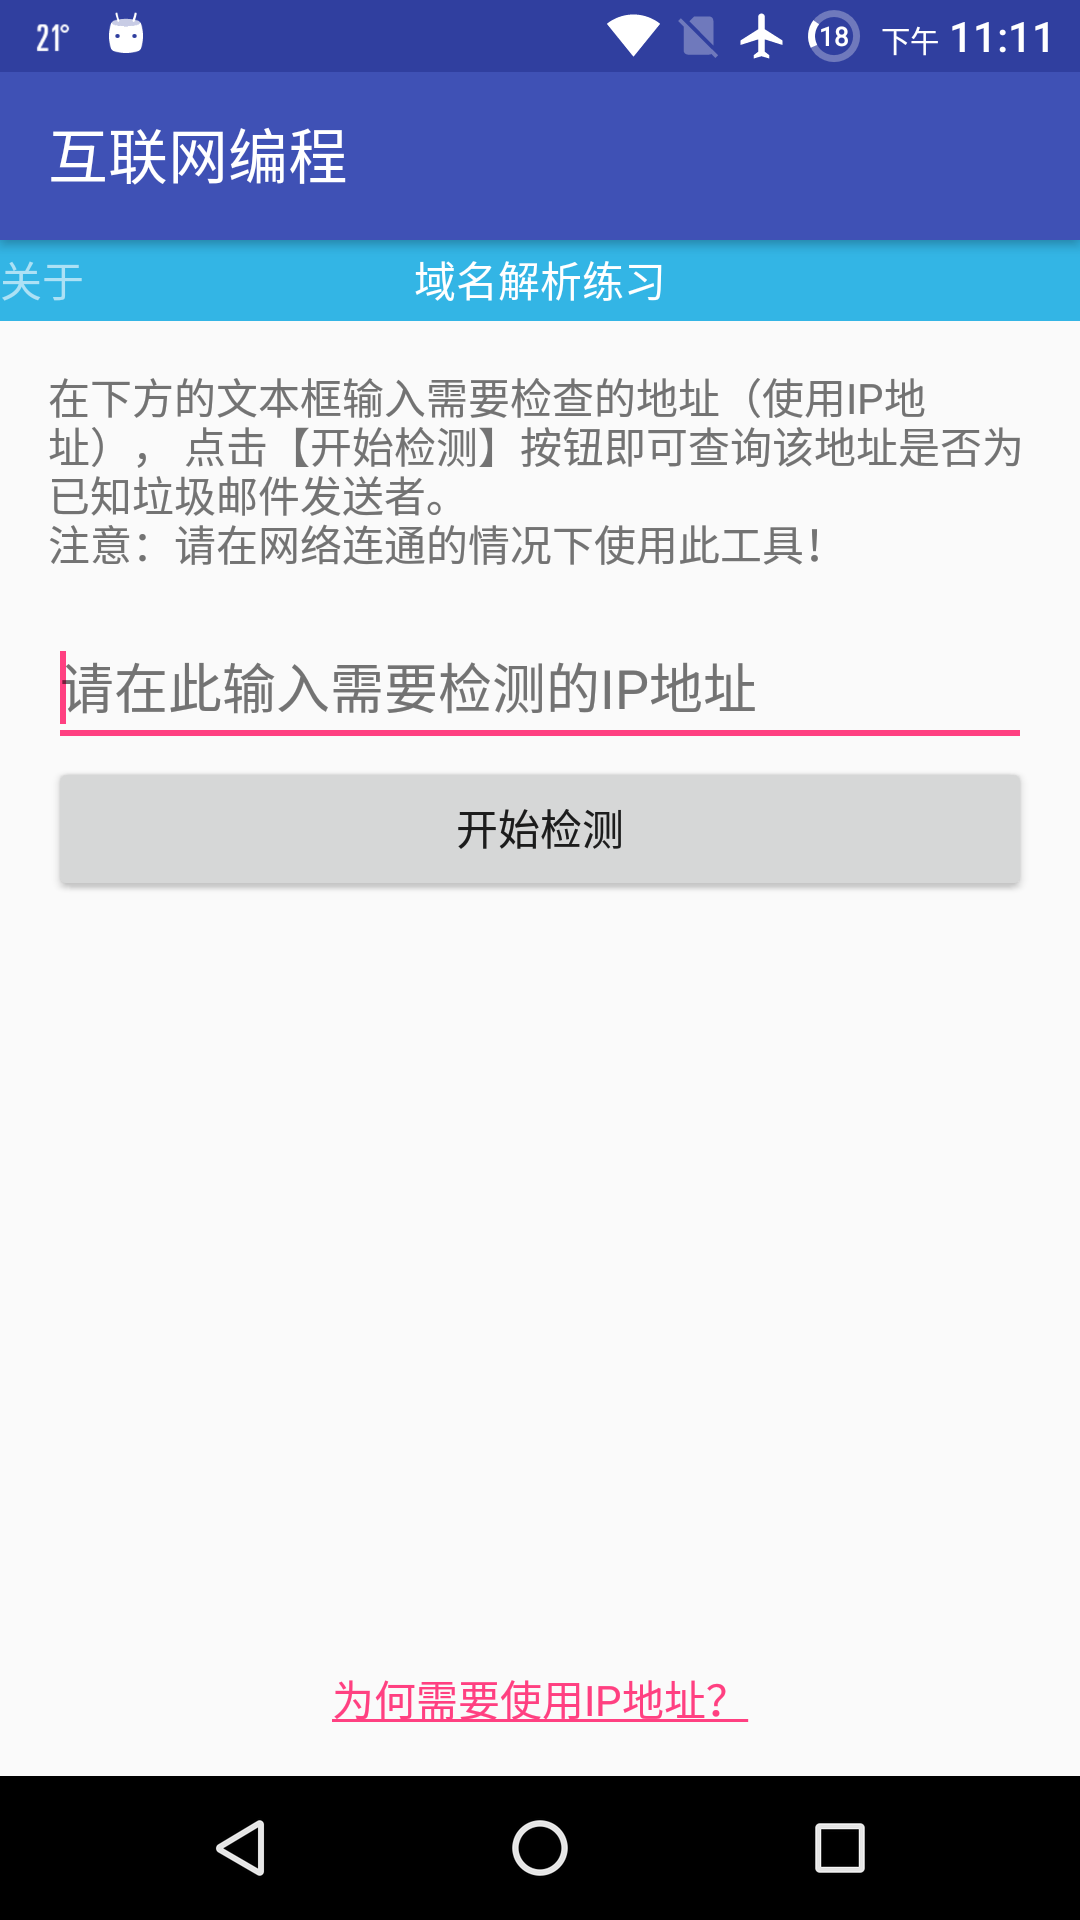 21°
18 下午 11:11
互联网编程
关于 域名解析练习
在下方的文本框输入需要检查的地址（使用IP地
址），点击【开始检测】按钮即可查询该地址是否为
已知垃圾邮件发送者。
注意：请在网络连通的情况下使用此工具！
请在此输入需要检测的IP地址
开始检测
为何需要使用IP地址？